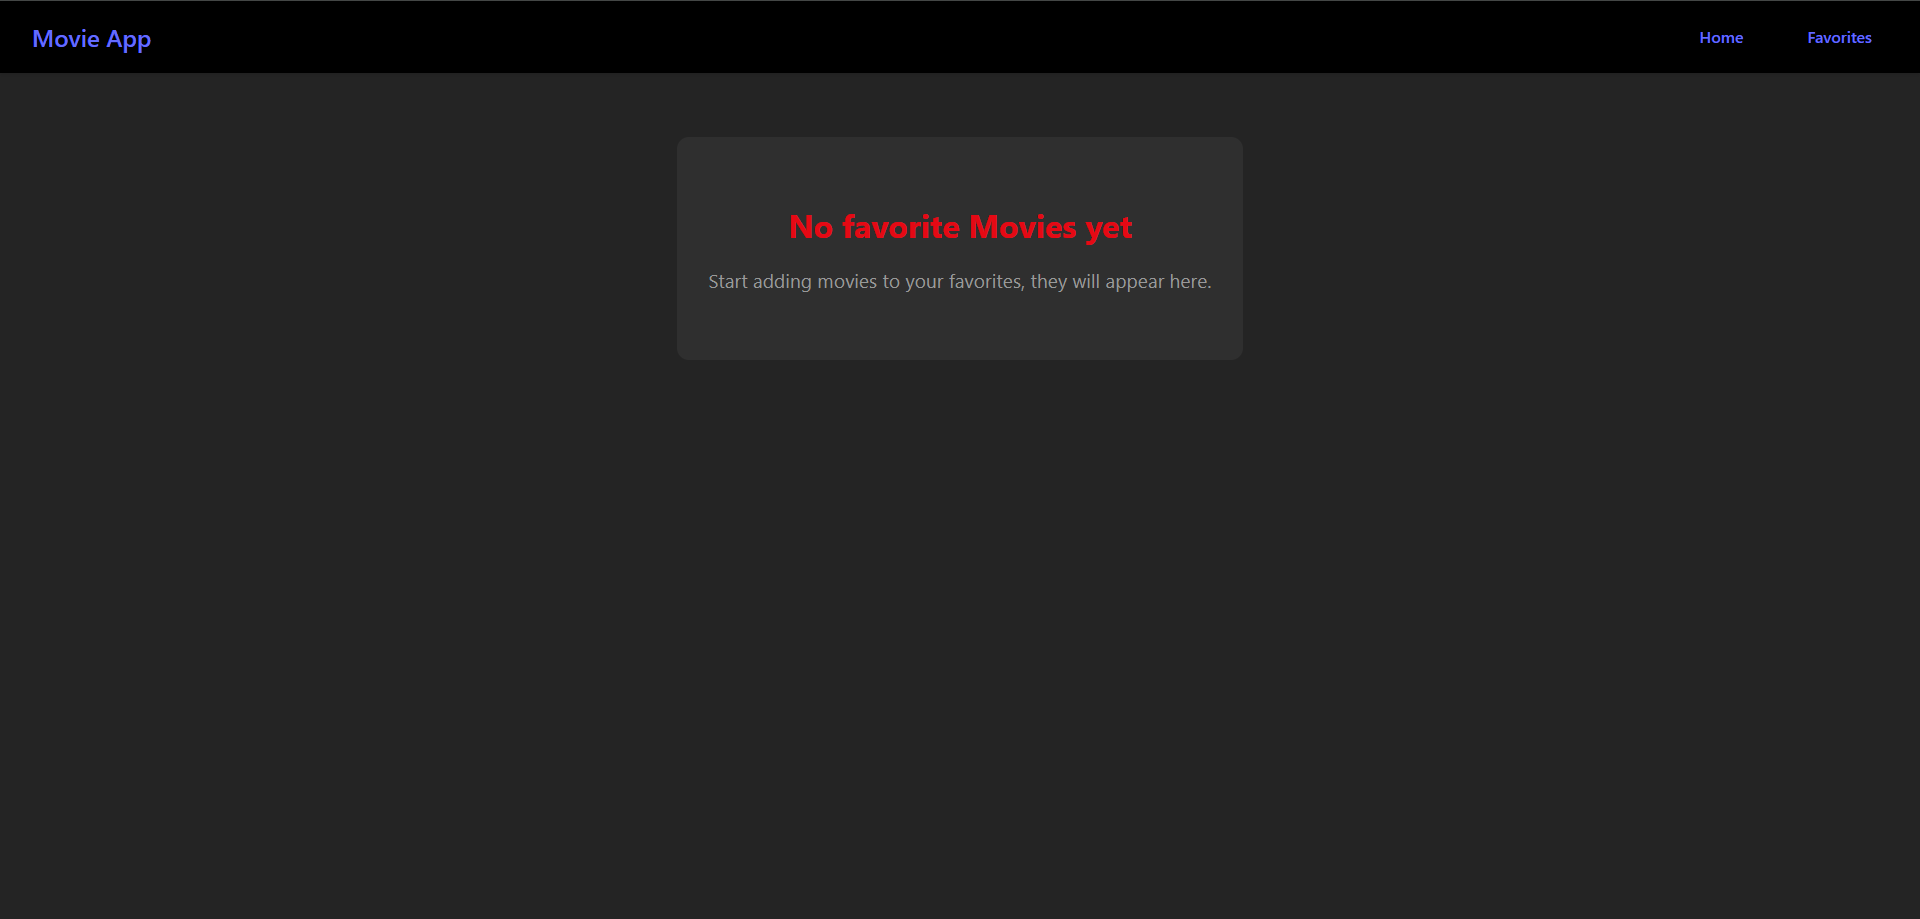 Movie App
Home
Favorites
No favorite Movies yet
Start adding movies to your favorites, they will appear here.